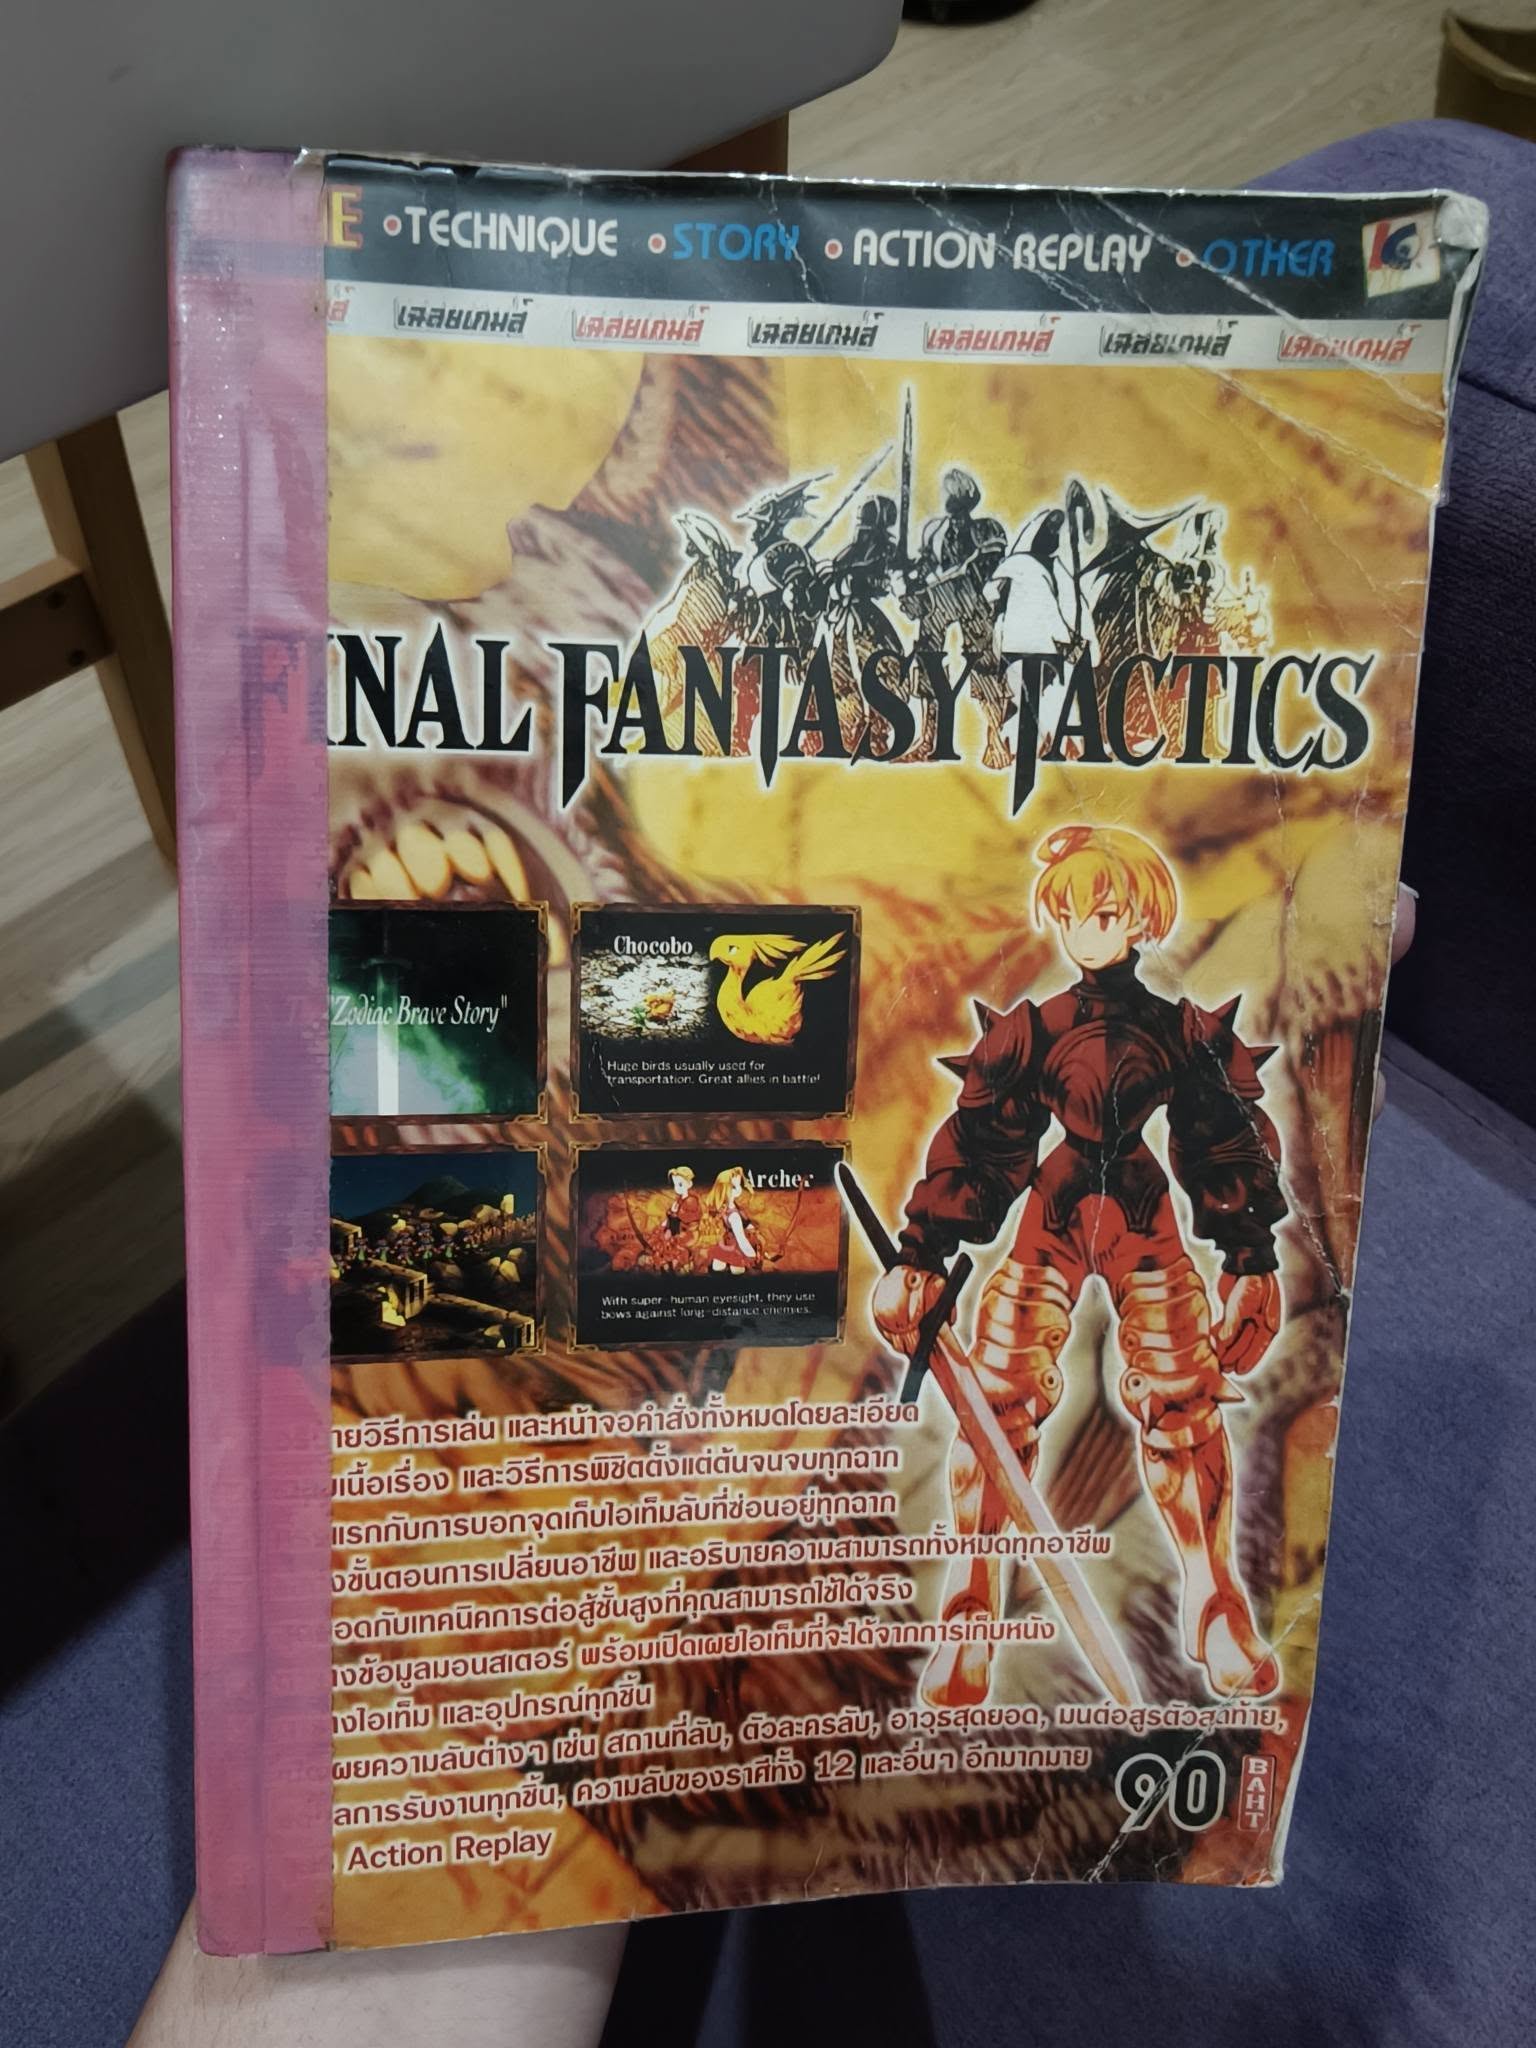 E • TECHNIQUE • STORY • ACTION REPLAY • OTHER
เฉลยเกมส์ เฉลยเกมส์ เฉลยเกมส์ เฉลยเกมส์ เฉลยเกมส์ เฉลยเกมส์
FINAL FANTASY TACTICS
"Zodiac Brave Story"
Chocobo
Huge birds usually used for
transportation. Great allies in battle!
Archer
With super-human eyesight, they use
bows against long-distance enemies.
ายวิธีการเล่น และหน้าจอคำสั่งทั้งหมดโดยละเอียด
เนื้อเรื่อง และวิธีการพิชิตตั้งแต่ต้นจนจบทุกฉาก
แรกกับการบอกจุดเก็บไอเท็มลับที่ซ่อนอยู่ทุกฉาก
งขั้นตอนการเปลี่ยนอาชีพ และอธิบายความสามารถทั้งหมดทุกอาชีพ
อดกับเทคนิคการต่อสู้ชั้นสูงที่คุณสามารถใช้ได้จริง
างข้อมูลมอนสเตอร์ พร้อมเปิดเผยไอเท็มที่จะได้จากการเก็บหนัง
างไอเท็ม และอุปกรณ์ทุกชิ้น
ผยความลับต่างๆ เช่น สถานที่ลับ, ตัวละครลับ, อาวุธสุดยอด, มนต์อสูรตัวสุดท้าย,
ลการรับงานทุกชิ้น, ความลับของราศีทั้ง 12 และอื่นๆ อีกมากมาย
Action Replay
90 BAHT